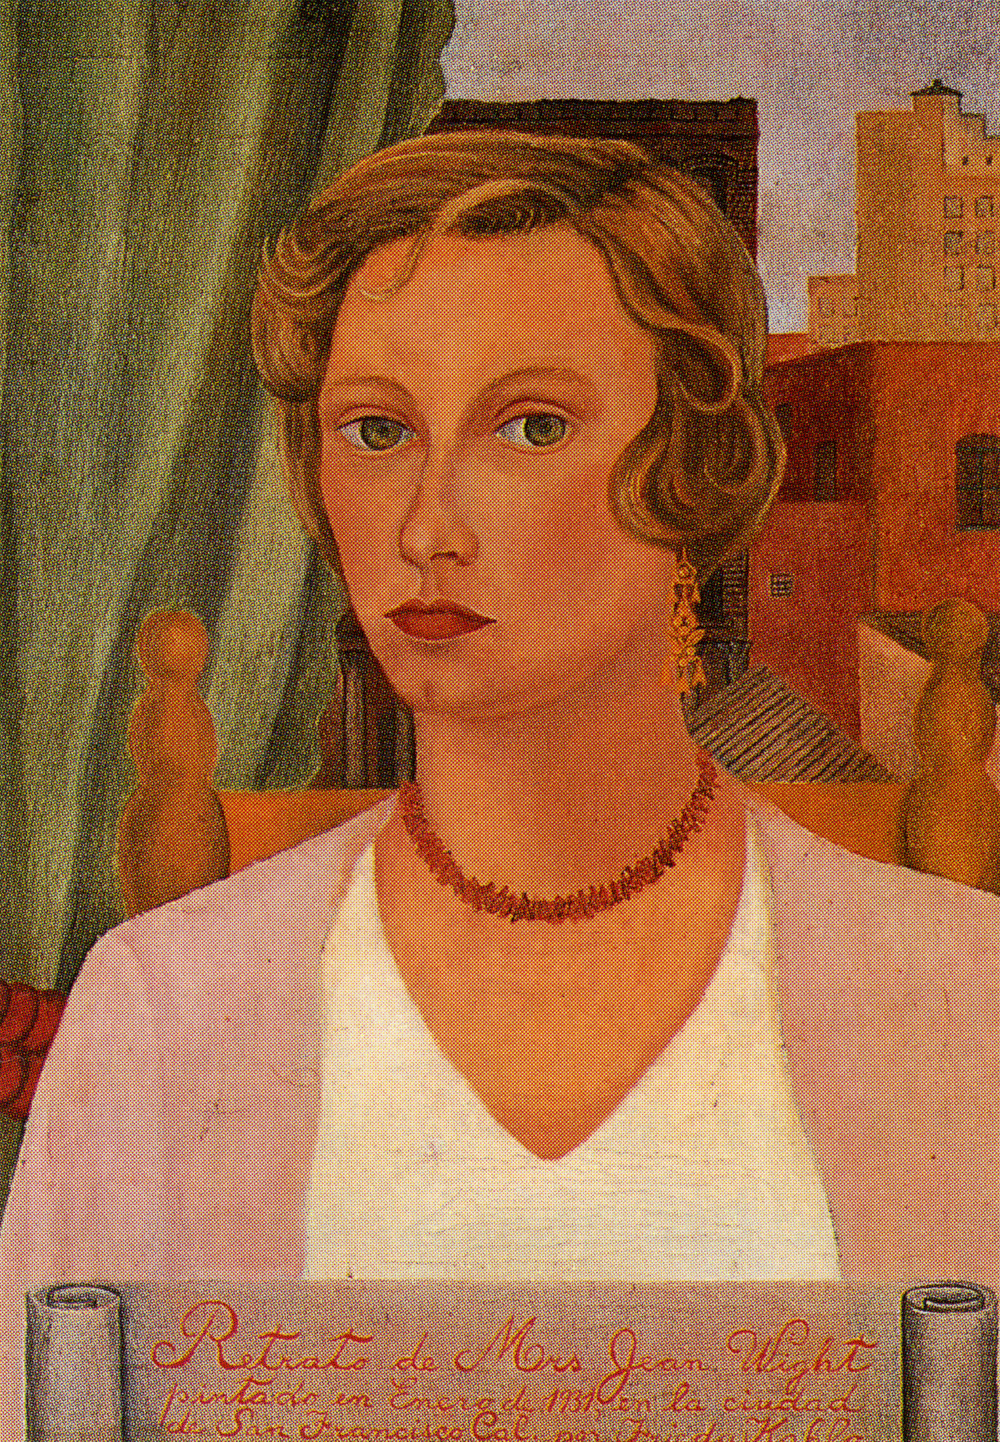 Retrato de Mrs Jean Wight
pintado en Enero de 1931 en la ciudad
de San Francisco Cal. por Frieda Kahlo